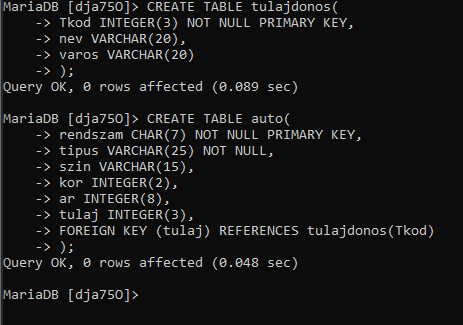 MariaDB [dja75O]> CREATE TABLE tulajdonos(
    -> Tkod INTEGER(3) NOT NULL PRIMARY KEY,
    -> nev VARCHAR(20),
    -> varos VARCHAR(20)
    -> );
Query OK, 0 rows affected (0.089 sec)

MariaDB [dja75O]> CREATE TABLE auto(
    -> rendszam CHAR(7) NOT NULL PRIMARY KEY,
    -> tipus VARCHAR(25) NOT NULL,
    -> szin VARCHAR(15),
    -> kor INTEGER(2),
    -> ar INTEGER(8),
    -> tulaj INTEGER(3),
    -> FOREIGN KEY (tulaj) REFERENCES tulajdonos(Tkod)
    -> );
Query OK, 0 rows affected (0.048 sec)

MariaDB [dja75O]>